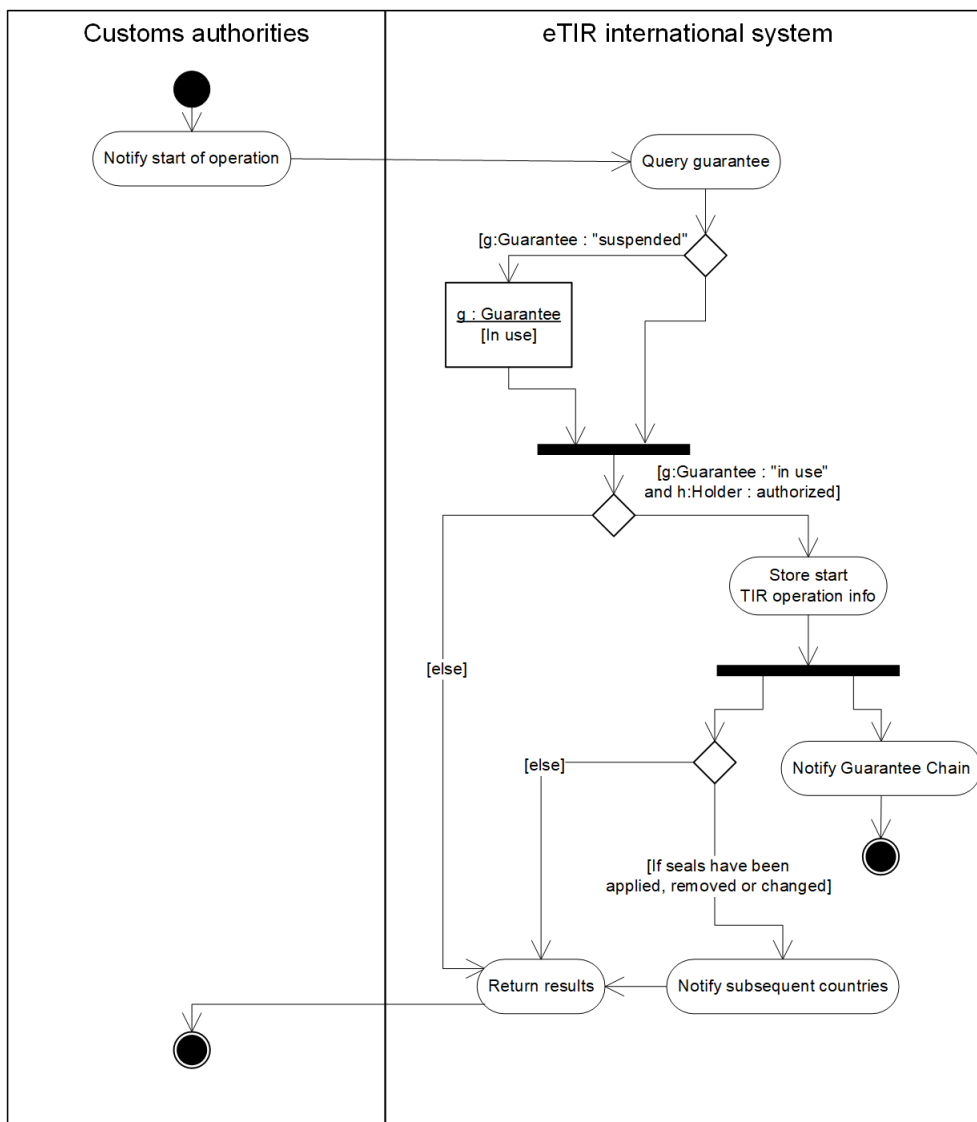 Customs authorities
eTIR international system
Notify start of operation
Query guarantee
[g:Guarantee : "suspended"
g : Guarantee
[In use]
[g:Guarantee : "in use"
and h:Holder : authorized]
Store start
TIR operation info
[else]
[else]
Notify Guarantee Chain
[If seals have been
applied, removed or changed]
Return results
Notify subsequent countries